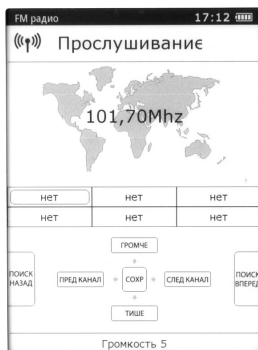 FM радио 17:12
Прослушивание
101,70Mhz
нет нет нет
нет нет нет
ГРОМЧЕ
ПОИСК НАЗАД ПРЕД КАНАЛ СОХР СЛЕД КАНАЛ ПОИСК ВПЕРЕД
ТИШЕ
Громкость 5